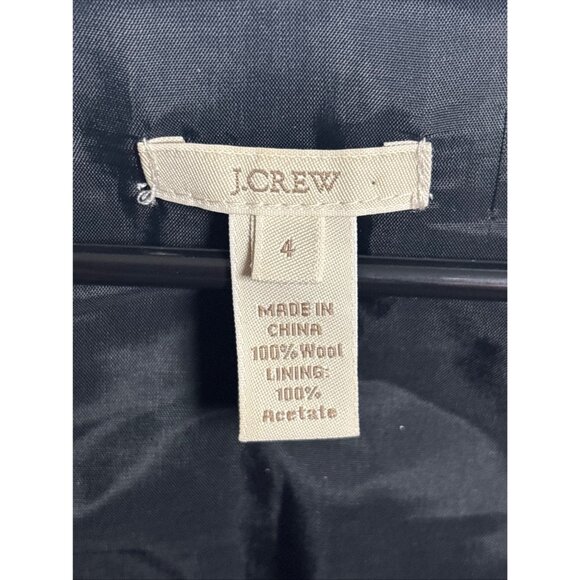 J.CREW
4
MADE IN
CHINA
100% Wool
LINING:
100%
Acetate